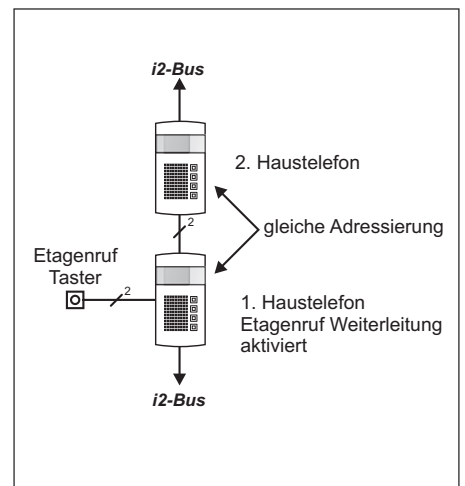 i2-Bus
2. Haustelefon
2
gleiche Adressierung
Etagenruf
Taster
2
1. Haustelefon
Etagenruf Weiterleitung
aktiviert
i2-Bus